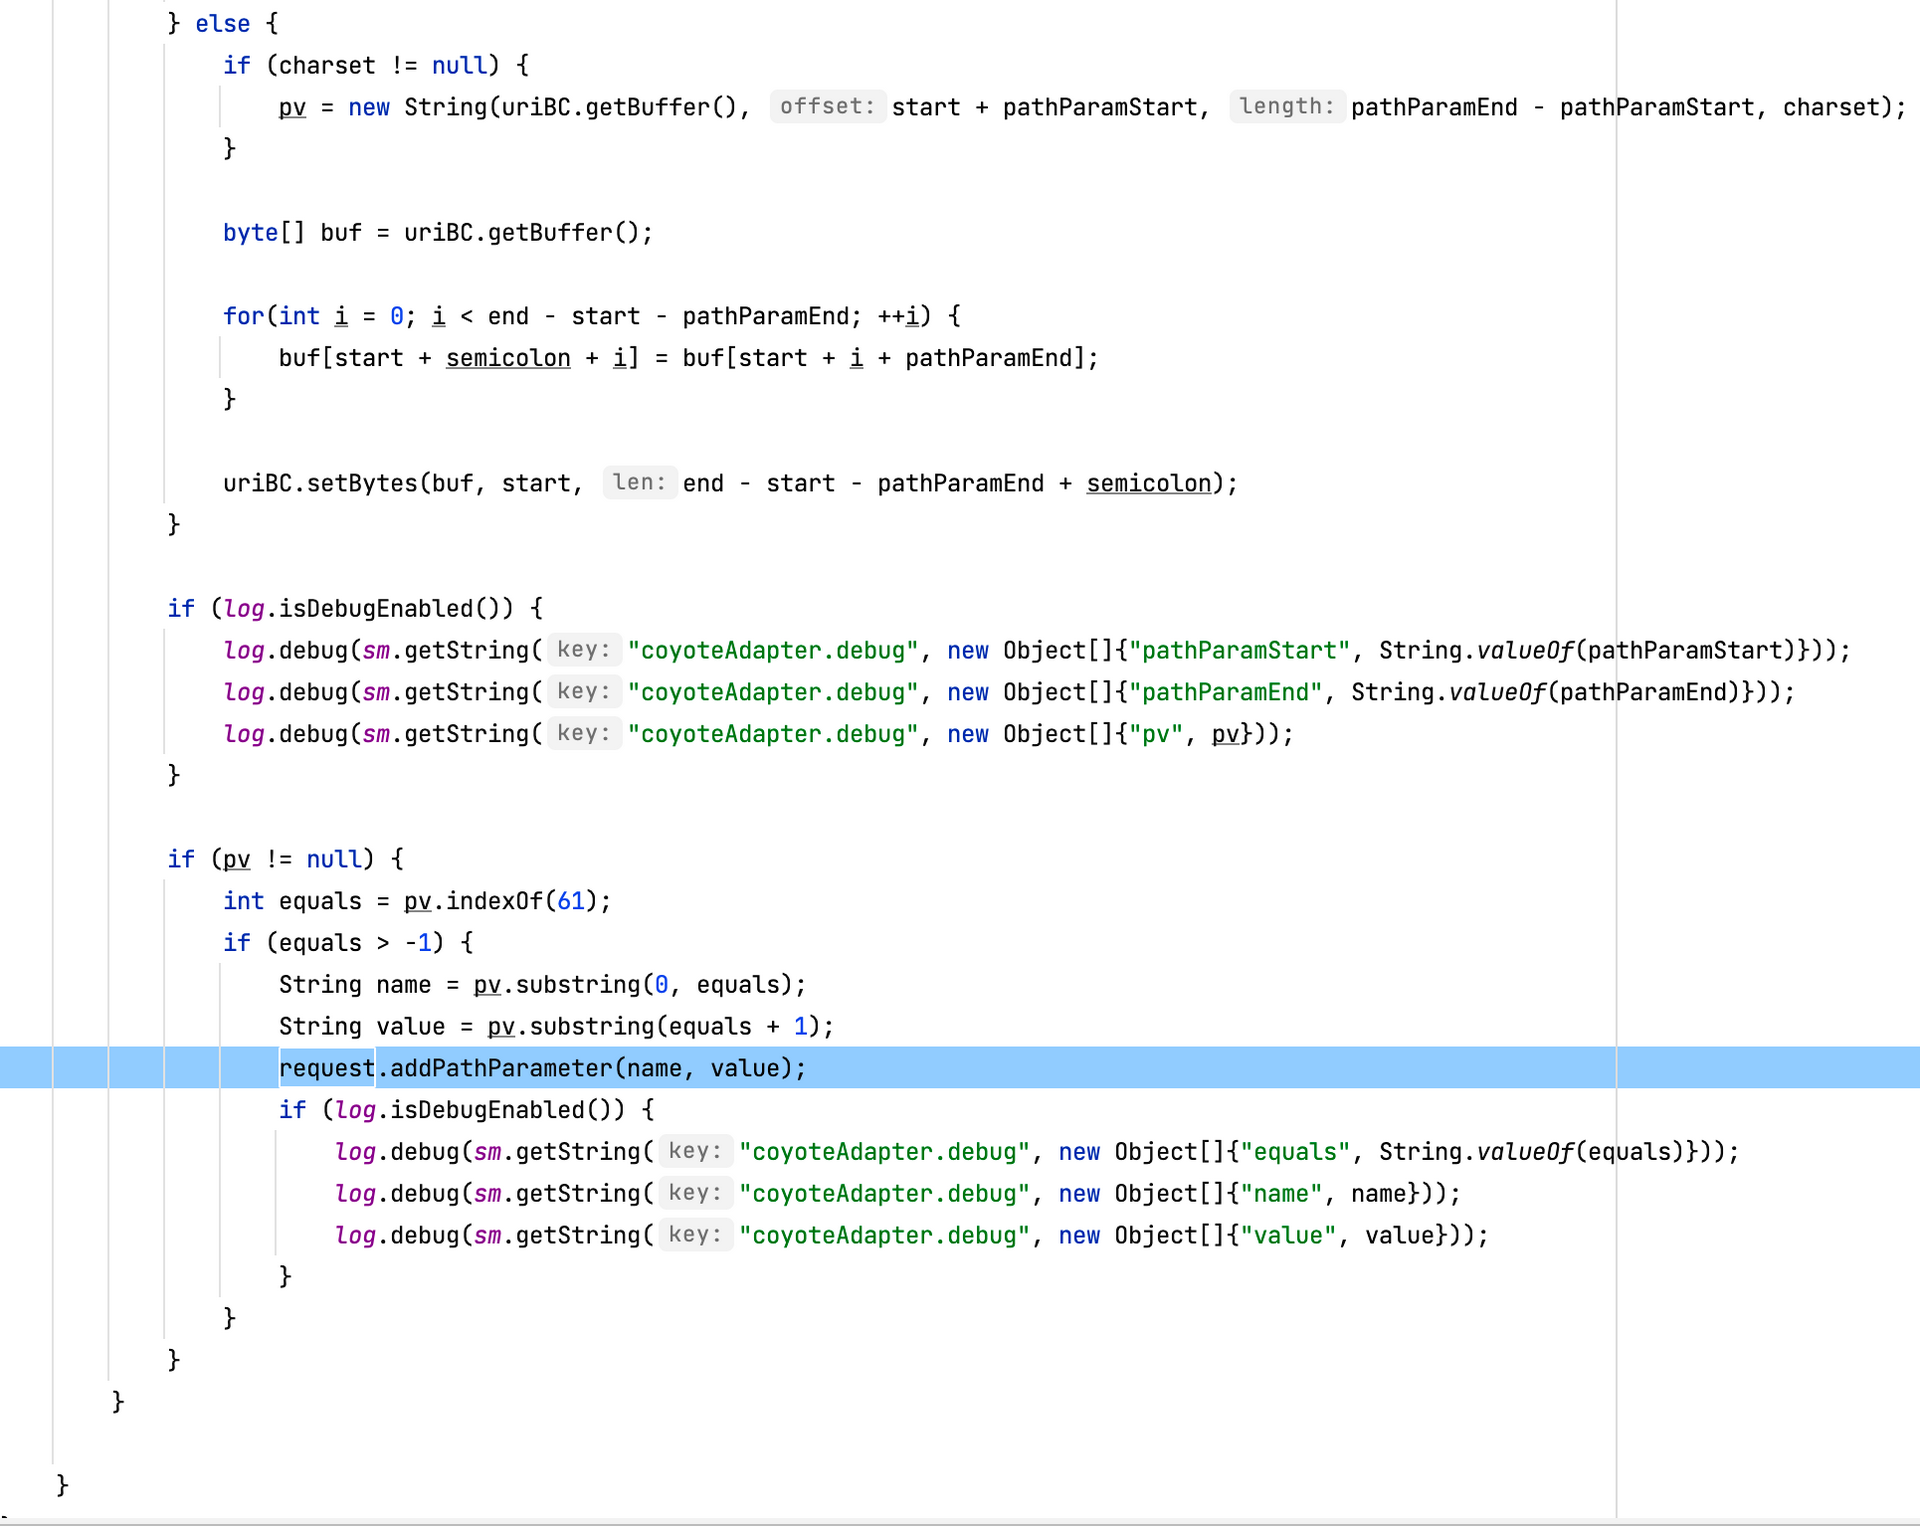 } else {
if (charset != null) {
pv = new String(uriBC.getBuffer(), offset: start + pathParamStart, length: pathParamEnd - pathParamStart, charset);
}
byte[] buf = uriBC.getBuffer();
for(int i = 0; i < end - start - pathParamEnd; ++i) {
buf[start + semicolon + i] = buf[start + i + pathParamEnd];
}
uriBC.setBytes(buf, start, len: end - start - pathParamEnd + semicolon);
}
if (log.isDebugEnabled()) {
log.debug(sm.getString( key: "coyoteAdapter.debug", new Object[]{"pathParamStart", String.valueOf(pathParamStart)}));
log.debug(sm.getString( key: "coyoteAdapter.debug", new Object[]{"pathParamEnd", String.valueOf(pathParamEnd)}));
log.debug(sm.getString( key: "coyoteAdapter.debug", new Object[]{"pv", pv}));
}
if (pv != null) {
int equals = pv.indexOf(61);
if (equals > -1) {
String name = pv.substring(0, equals);
String value = pv.substring(equals + 1);
request.addPathParameter(name, value);
if (log.isDebugEnabled()) {
log.debug(sm.getString( key: "coyoteAdapter.debug", new Object[]{"equals", String.valueOf(equals)}));
log.debug(sm.getString( key: "coyoteAdapter.debug", new Object[]{"name", name}));
log.debug(sm.getString( key: "coyoteAdapter.debug", new Object[]{"value", value}));
}
}
}
}
}